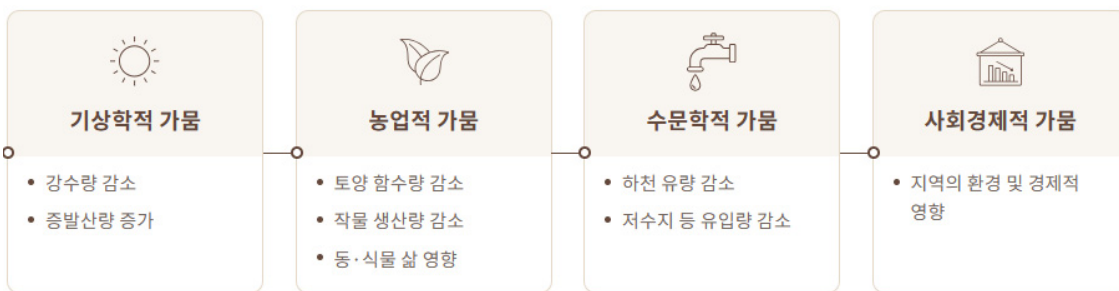 기상학적 가뭄
• 강수량 감소
• 증발산량 증가
농업적 가뭄
• 토양 함수량 감소
• 작물 생산량 감소
• 동·식물 삶 영향
수문학적 가뭄
• 하천 유량 감소
• 저수지 등 유입량 감소
사회경제적 가뭄
• 지역의 환경 및 경제적
영향